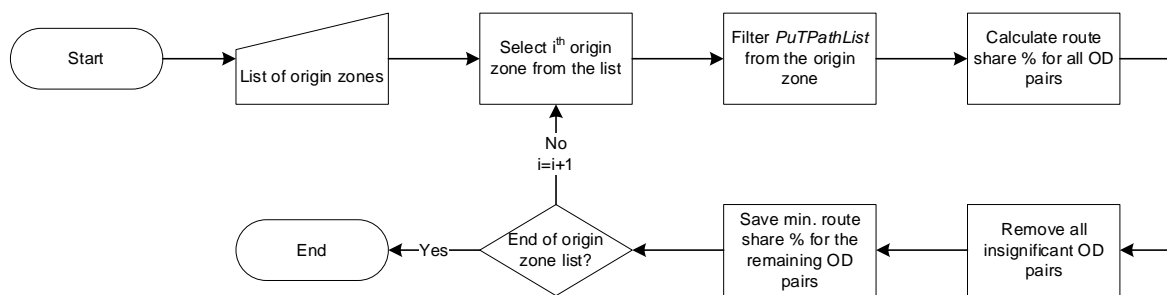 Start
List of origin zones
Select iᵗʰ origin
zone from the list
Filter PuTPathList
from the origin
zone
Calculate route
share % for all OD
pairs
No
i=i+1
End
Yes
End of origin
zone list?
Save min. route
share % for the
remaining OD
pairs
Remove all
insignificant OD
pairs